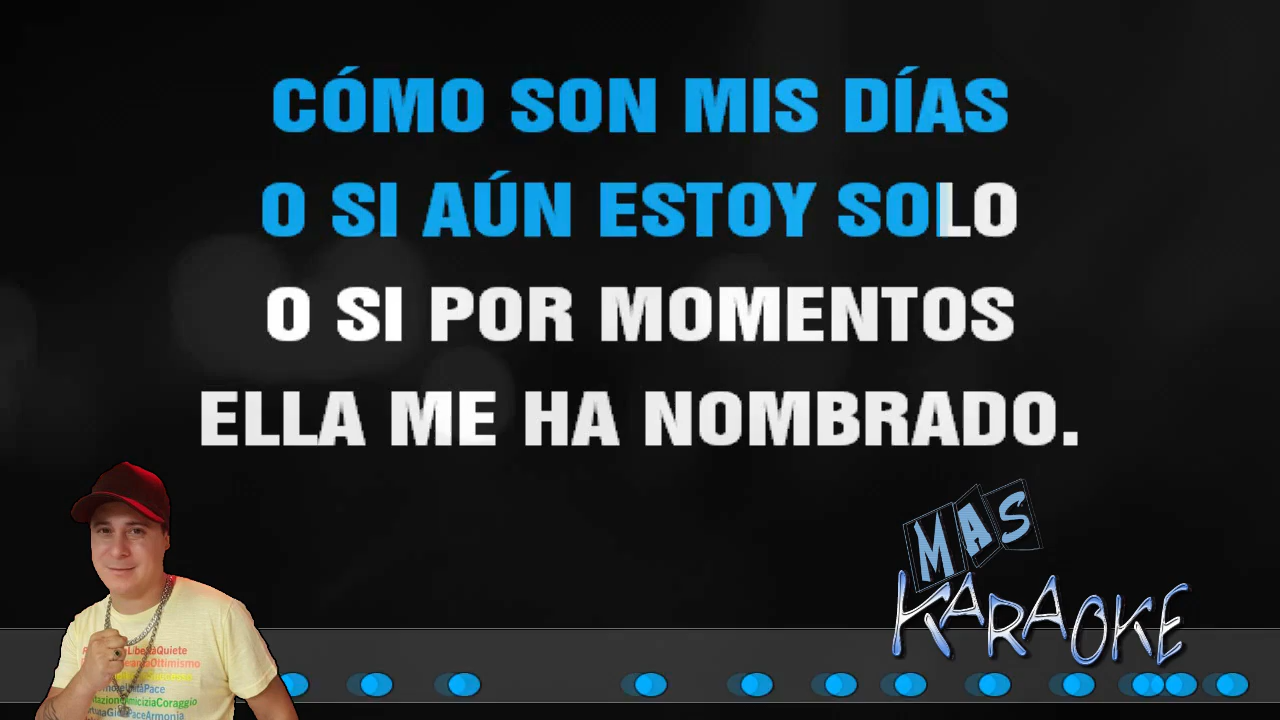 CÓMO SON MIS DÍAS
O SI AÚN ESTOY SOLO
O SI POR MOMENTOS
ELLA ME HA NOMBRADO.
MAS
KARAOKE